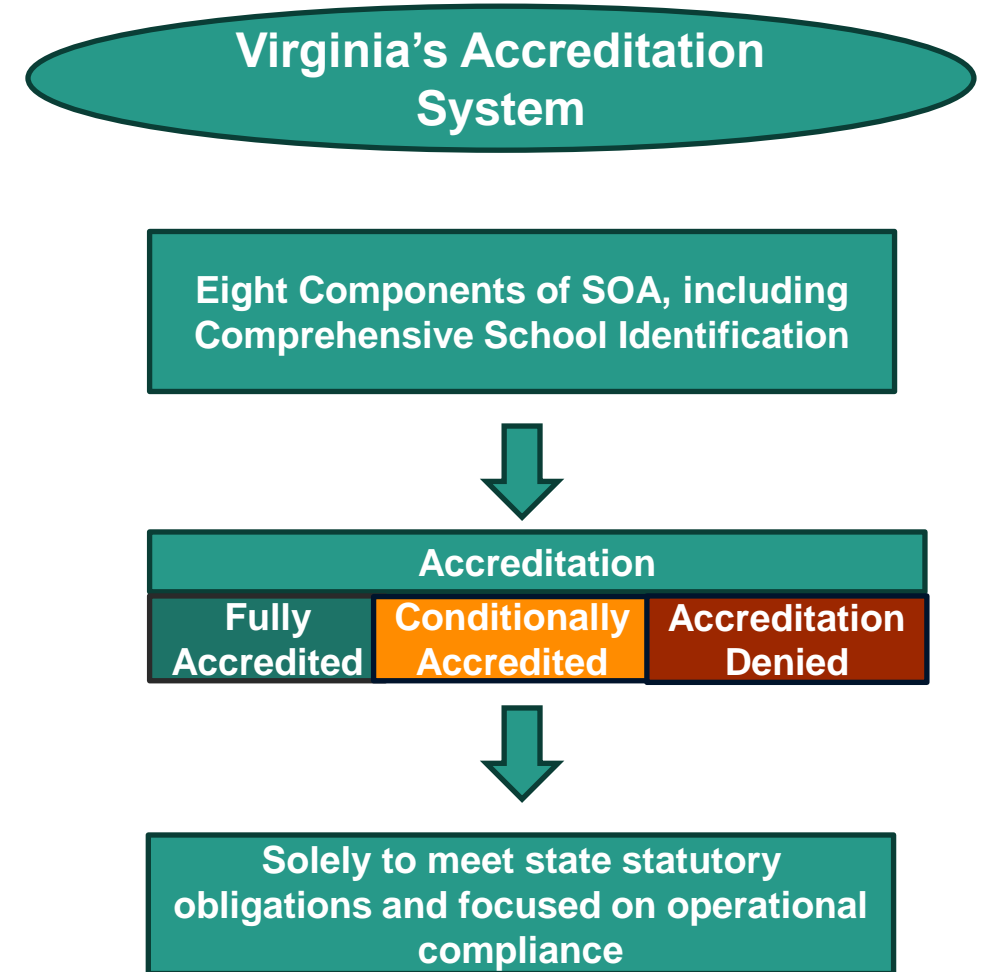 Virginia’s Accreditation
System
Eight Components of SOA, including
Comprehensive School Identification
Accreditation
Fully
Accredited
Conditionally
Accredited
Accreditation
Denied
Solely to meet state statutory
obligations and focused on operational
compliance